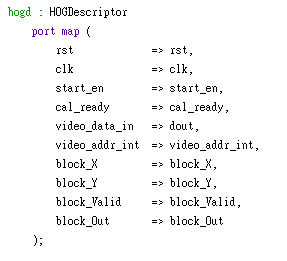 hogd : HOGDescriptor
port map (
rst => rst,
clk => clk,
start_en => start_en,
cal_ready => cal_ready,
video_data_in => dout,
video_addr_int => video_addr_int,
block_X => block_X,
block_Y => block_Y,
block_Valid => block_Valid,
block_Out => block_Out
);